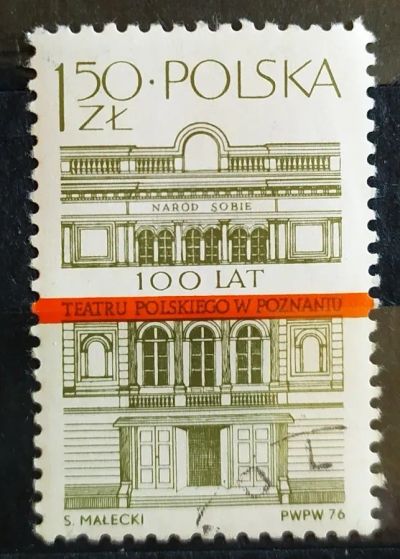 1.50 · POLSKA
ZŁ
NARÓD SOBIE
100 LAT
TEATRU POLSKIEGO W POZNANIU
S. MAŁECKI PWPW 76